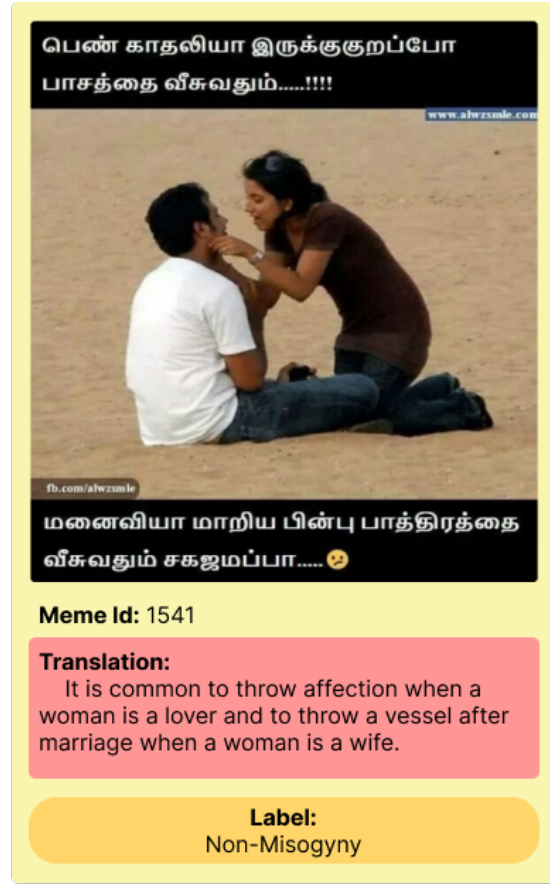 பெண் காதலியா இருக்குகுறப்போ
பாசத்தை வீசுவதும்.....!!!!
www.alwzsmle.com
fb.com/alwzsmle
மனைவியா மாறிய பின்பு பாத்திரத்தை
வீசுவதும் சகஜமப்பா.....😕
Meme Id: 1541
Translation:
It is common to throw affection when a
woman is a lover and to throw a vessel after
marriage when a woman is a wife.
Label:
Non-Misogyny